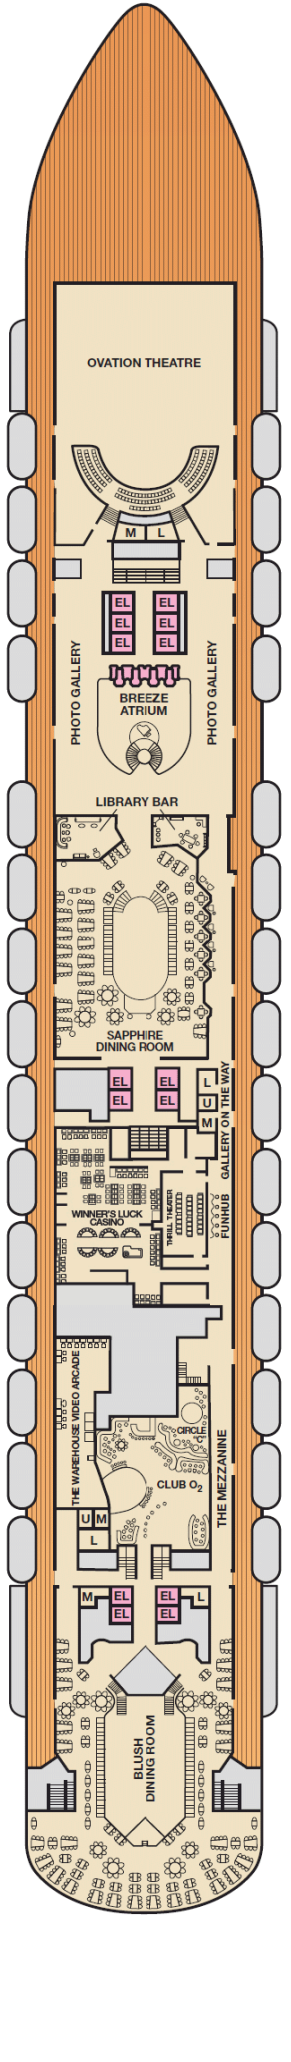 OVATION THEATRE
M L
EL EL
EL EL
EL EL
PHOTO GALLERY
PHOTO GALLERY
BREEZE
ATRIUM
LIBRARY BAR
SAPPHIRE
DINING ROOM
EL EL
EL EL
L
U
M
GALLERY ON THE WAY
WINNER'S LUCK
CASINO
THRILL THEATER
FUNHUB
THE WAREHOUSE VIDEO ARCADE
CIRCLE
"C"
CLUB O2
THE MEZZANINE
U M
L
M EL EL L
EL EL
BLUSH
DINING ROOM